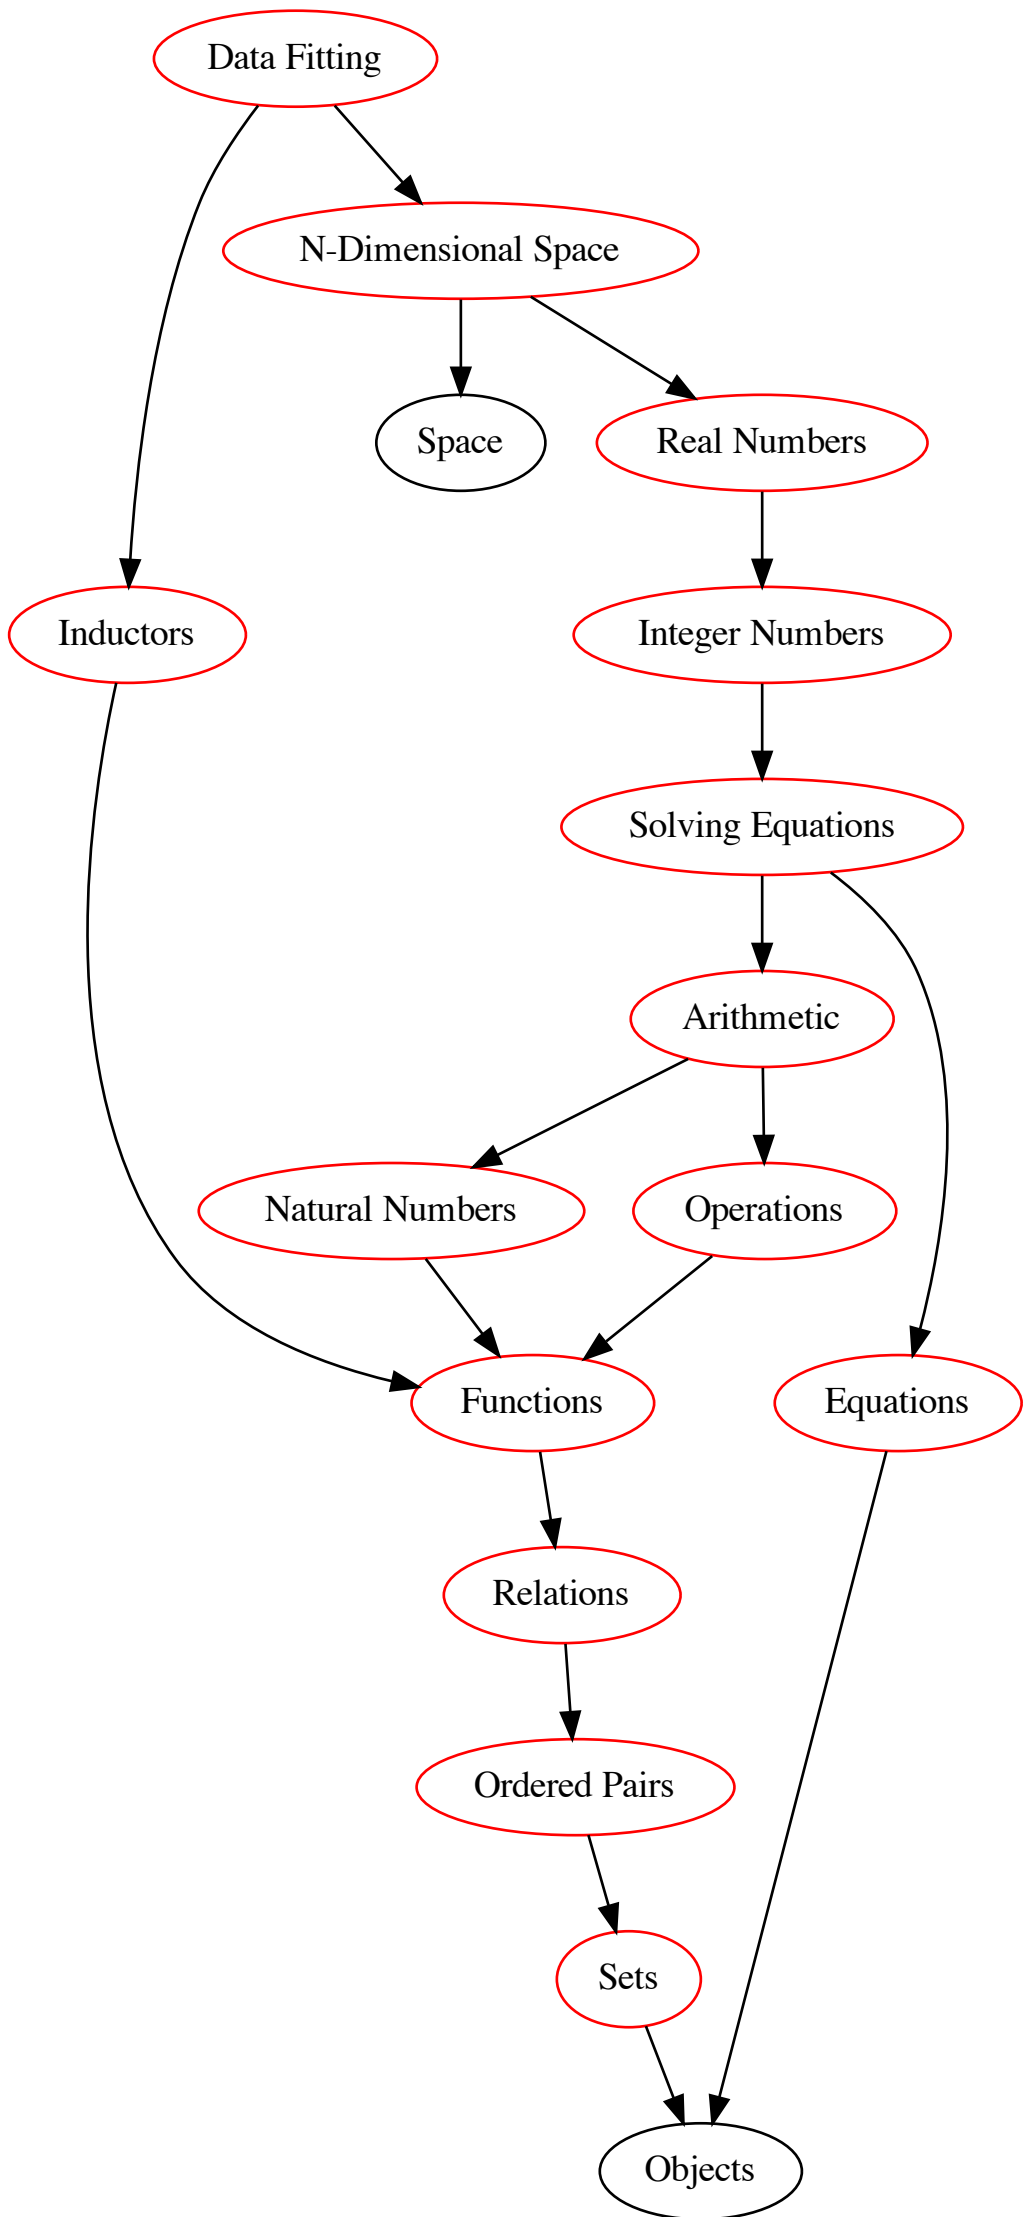 Data Fitting
N-Dimensional Space
Space
Real Numbers
Inductors
Integer Numbers
Solving Equations
Arithmetic
Natural Numbers
Operations
Functions
Equations
Relations
Ordered Pairs
Sets
Objects